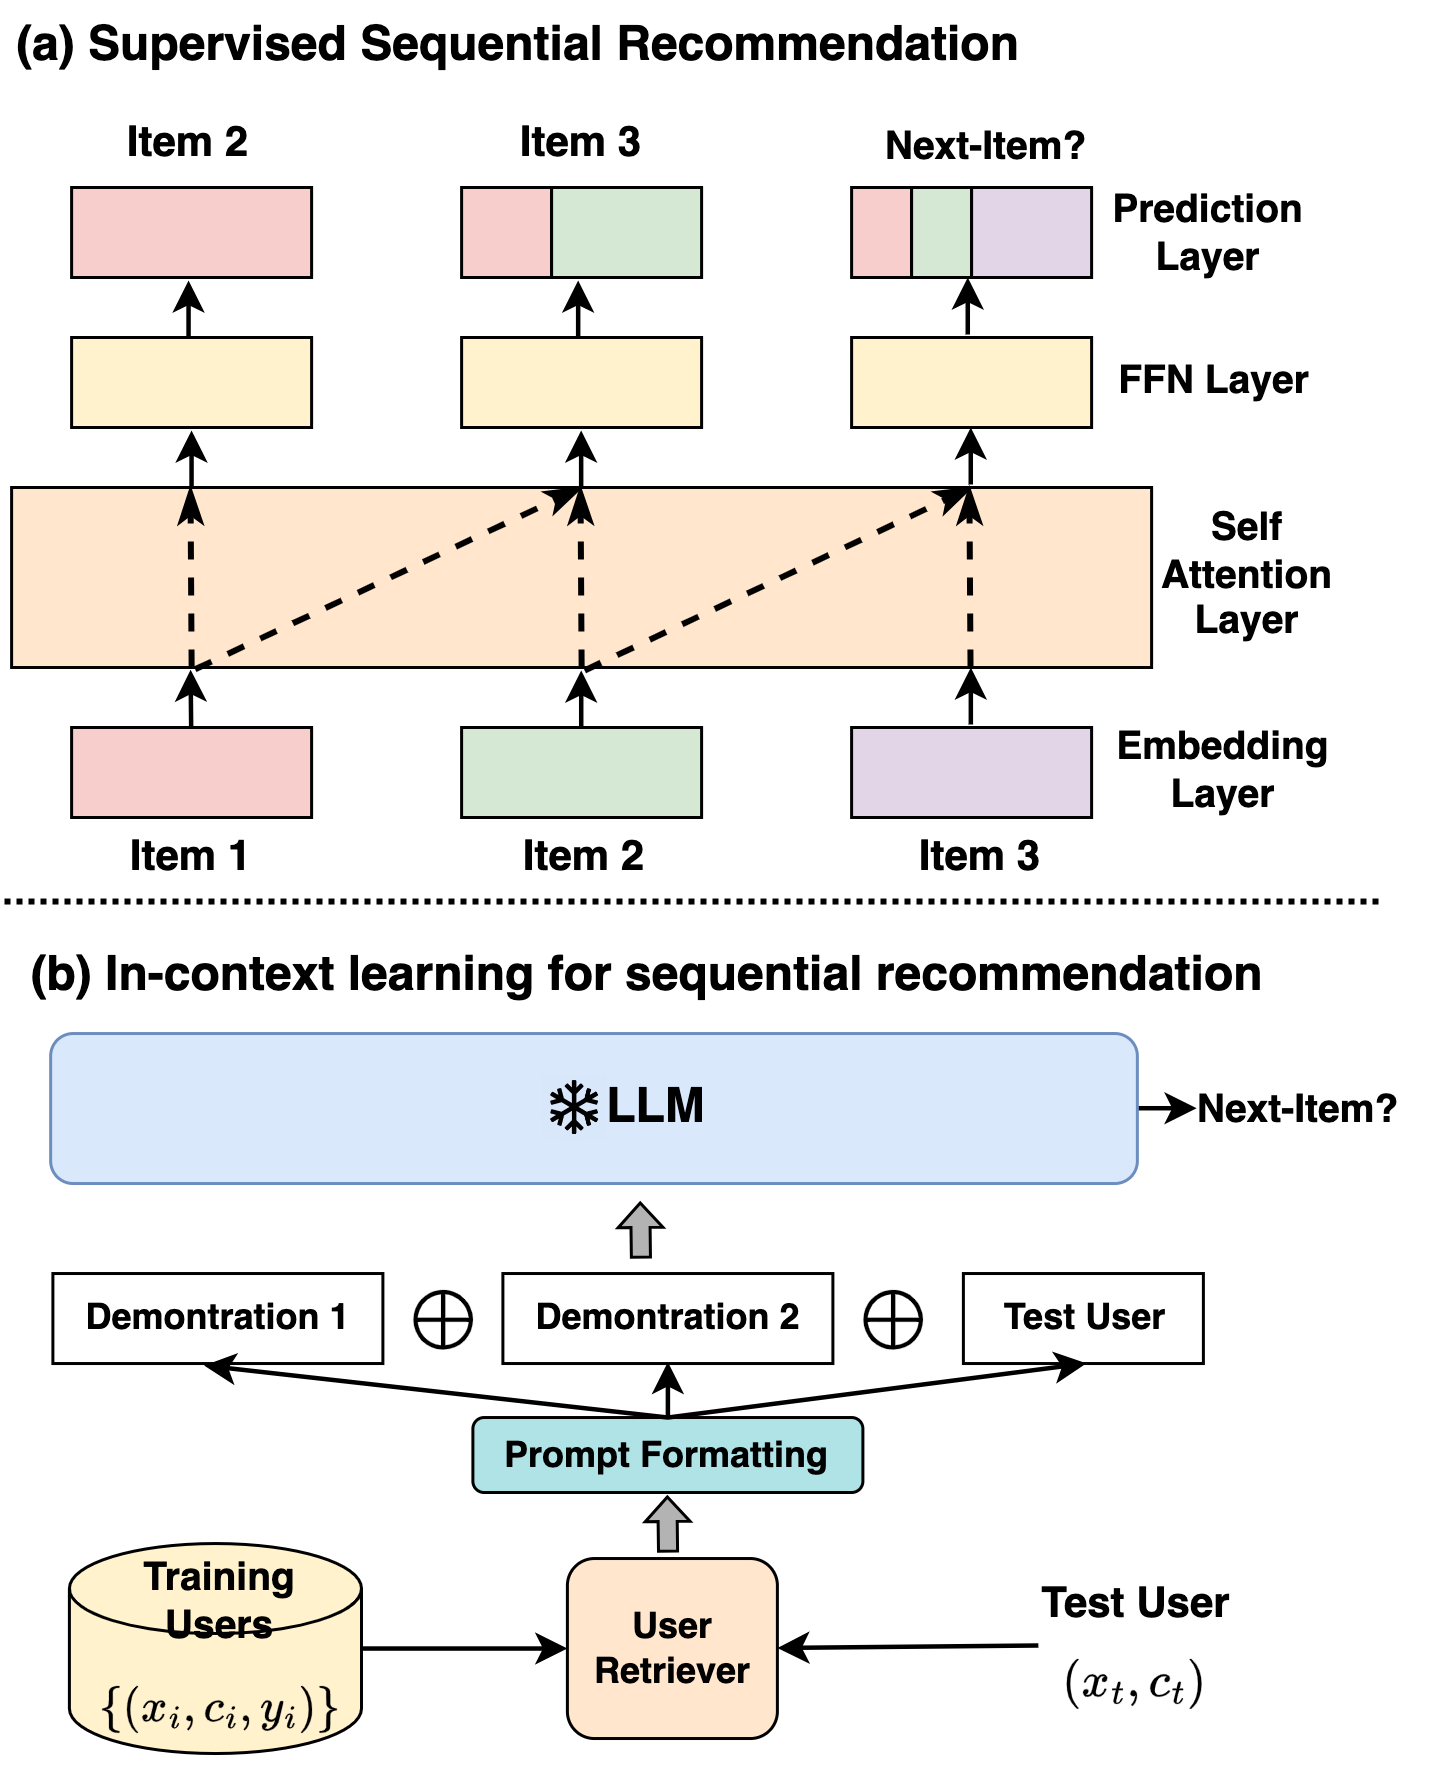 (a) Supervised Sequential Recommendation
Item 2
Item 3
Next-Item?
Prediction
Layer
FFN Layer
Self
Attention
Layer
Embedding
Layer
Item 1
Item 2
Item 3
(b) In-context learning for sequential recommendation
LLM
Next-Item?
Demontration 1
Demontration 2
Test User
Prompt Formatting
Training
Users
{(x_i, c_i, y_i)}
User
Retriever
Test User
(x_t, c_t)